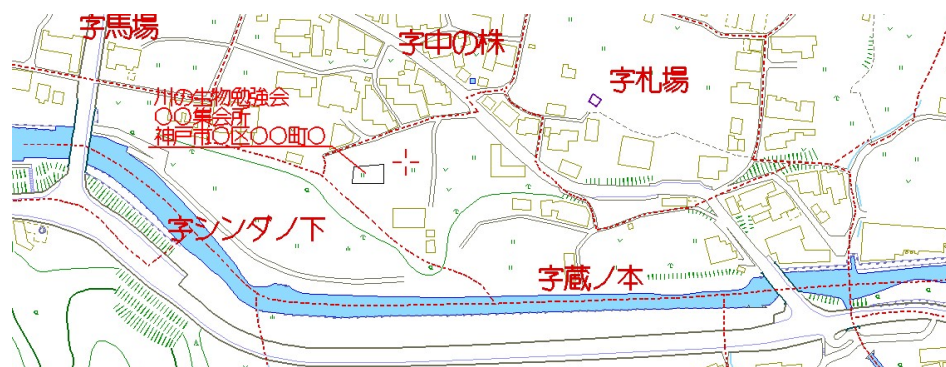 字馬場
字中の株
字札場
川の生物勉強会
〇〇集会所
神戸市〇区〇〇町〇
字シンダノ下
字蔵ノ本